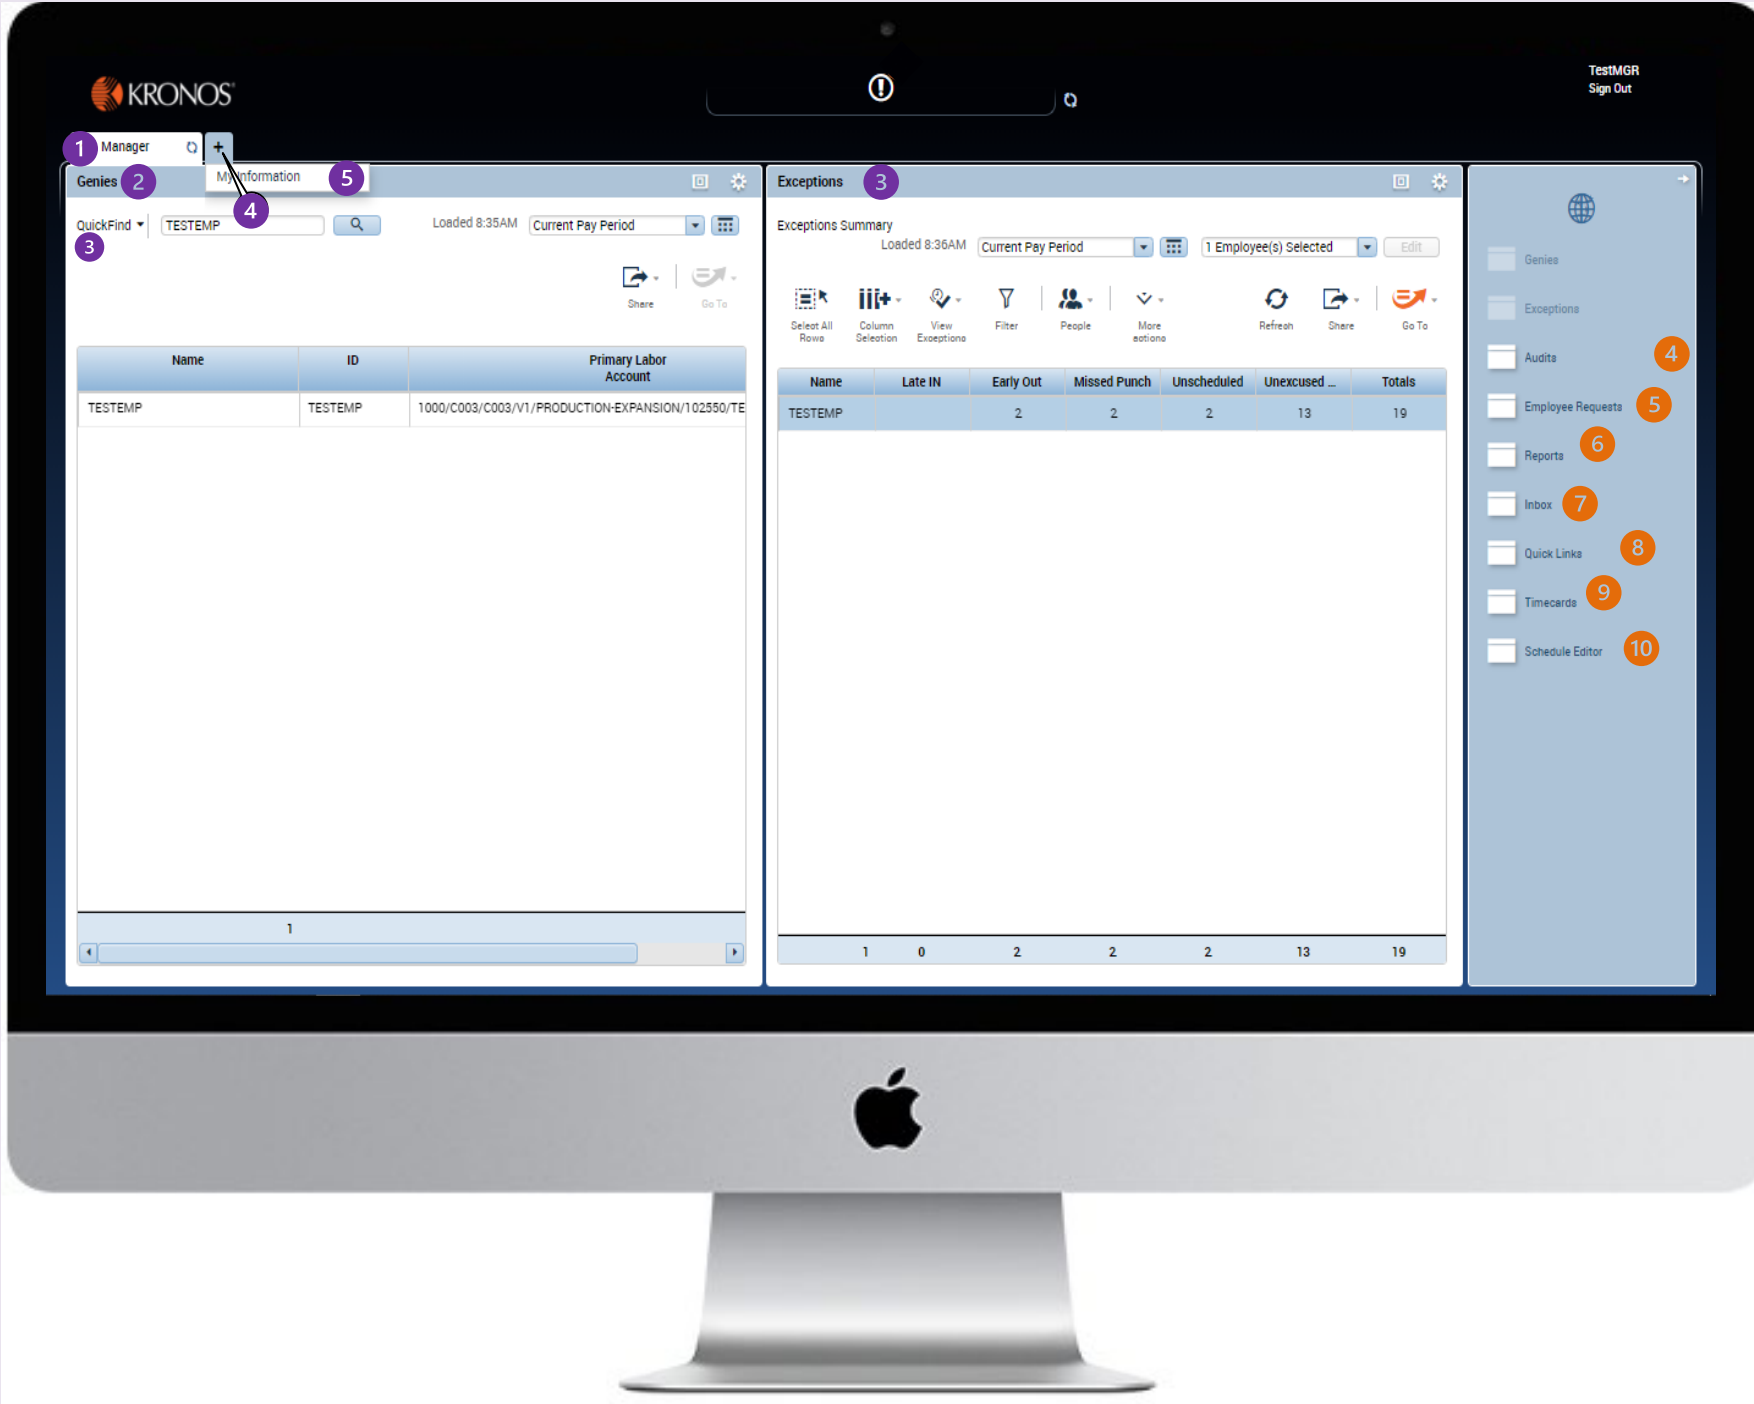 KRONOS
TestMGR
Sign Out
1 Manager +
My Information 5
4
Genies 2
QuickFind TESTEMP Loaded 8:35AM Current Pay Period
3
Share Go To
Name ID Primary Labor Account
TESTEMP TESTEMP 1000/C003/C003/V1/PRODUCTION-EXPANSION/102550/TE
1
Exceptions 3
Exceptions Summary
Loaded 8:36AM Current Pay Period 1 Employee(s) Selected Edit
Select All Rows Column Selection View Exceptions Filter People More actions Refresh Share Go To
Name Late IN Early Out Missed Punch Unscheduled Unexcused ... Totals
TESTEMP 2 2 2 13 19
1 0 2 2 2 13 19
Genies
Exceptions
Audits 4
Employee Requests 5
Reports 6
Inbox 7
Quick Links 8
Timecards 9
Schedule Editor 10